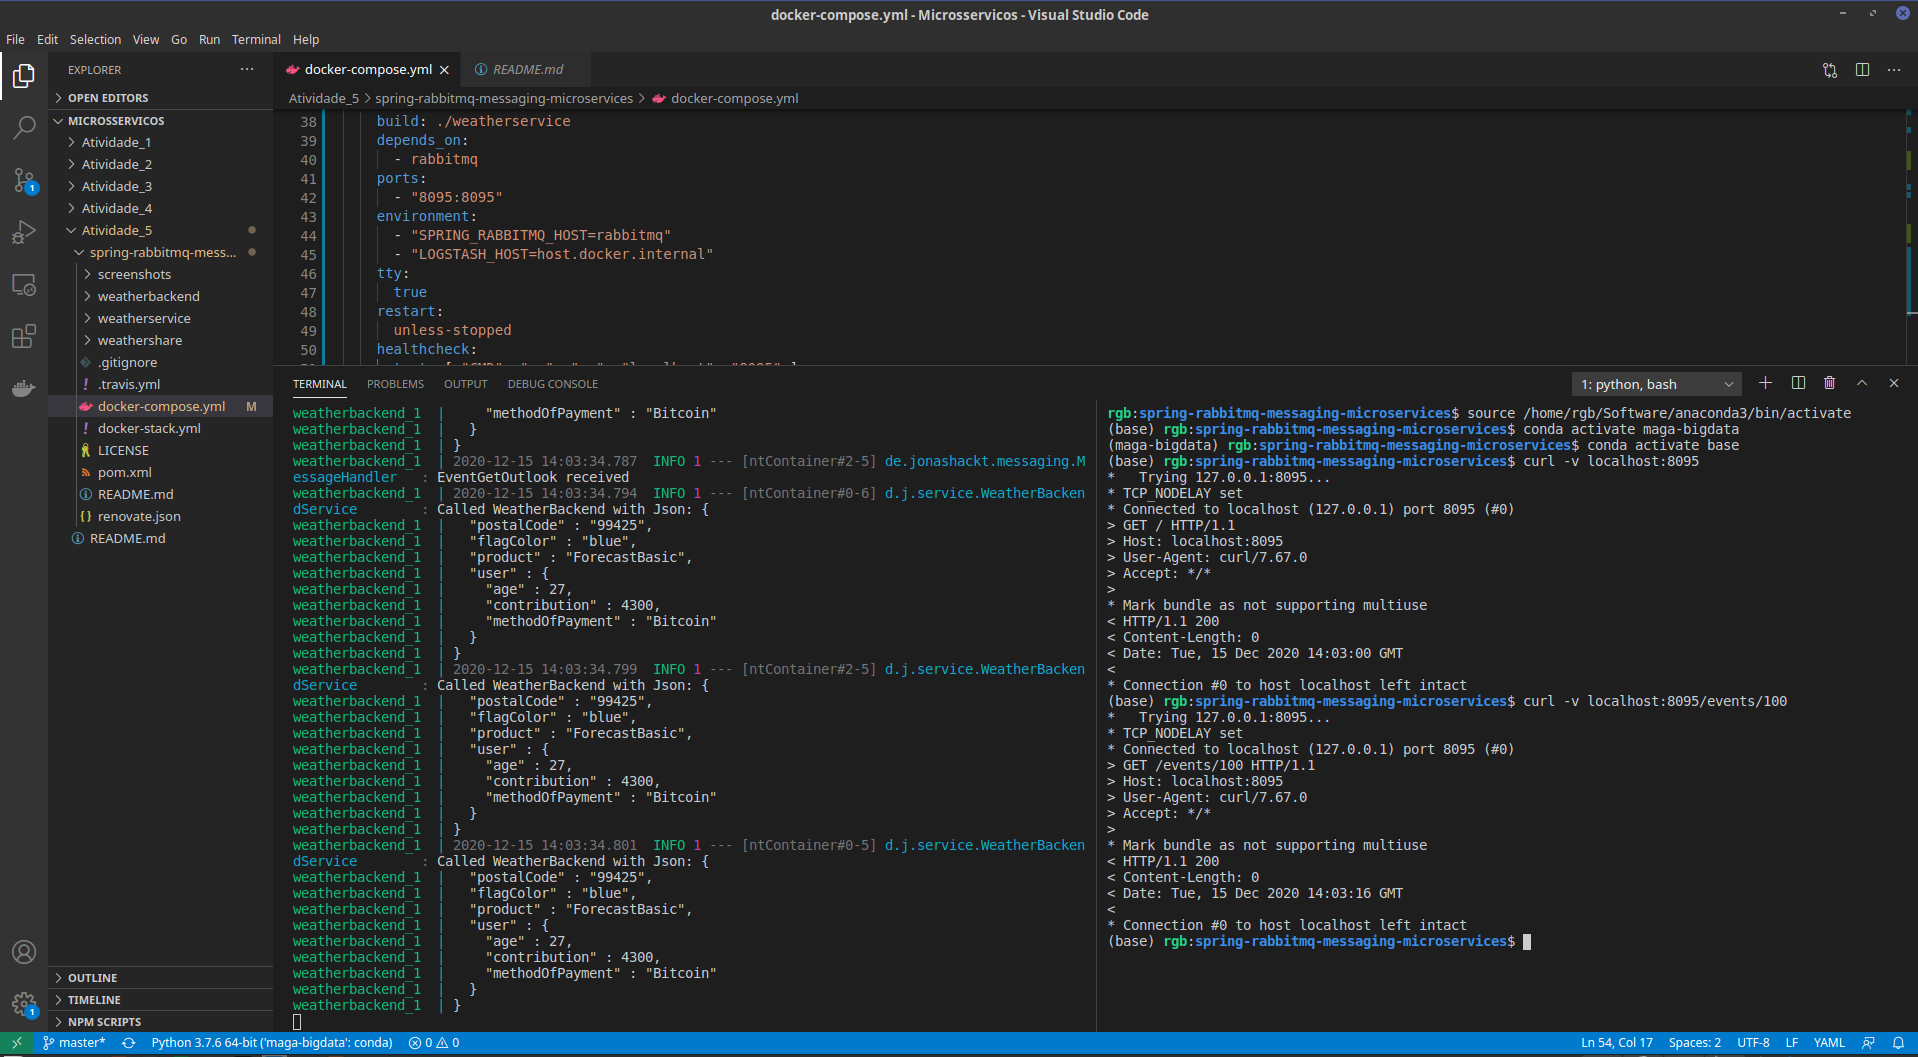 docker-compose.yml - Microsservicos - Visual Studio Code
File Edit Selection View Go Run Terminal Help
EXPLORER
OPEN EDITORS
MICROSSERVICOS
Atividade_1
Atividade_2
Atividade_3
Atividade_4
Atividade_5
spring-rabbitmq-mess...
screenshots
weatherbackend
weatherservice
weathershare
.gitignore
.travis.yml
docker-compose.yml M
docker-stack.yml
LICENSE
pom.xml
README.md
renovate.json
README.md
OUTLINE
TIMELINE
NPM SCRIPTS
1
1
docker-compose.yml
README.md
Atividade_5 > spring-rabbitmq-messaging-microservices > docker-compose.yml
38 build: ./weatherservice
39 depends_on:
40 - rabbitmq
41 ports:
42 - "8095:8095"
43 environment:
44 - "SPRING_RABBITMQ_HOST=rabbitmq"
45 - "LOGSTASH_HOST=host.docker.internal"
46 tty:
47 true
48 restart:
49 unless-stopped
50 healthcheck:
TERMINAL PROBLEMS OUTPUT DEBUG CONSOLE
1: python, bash
weatherbackend_1 | "methodOfPayment" : "Bitcoin"
weatherbackend_1 | }
weatherbackend_1 | }
weatherbackend_1 | 2020-12-15 14:03:34.787 INFO 1 --- [ntContainer#2-5] de.jonashackt.messaging.M
essageHandler : EventGetOutlook received
weatherbackend_1 | 2020-12-15 14:03:34.794 INFO 1 --- [ntContainer#0-6] d.j.service.WeatherBacken
dService : Called WeatherBackend with Json: {
weatherbackend_1 | "postalCode" : "99425",
weatherbackend_1 | "flagColor" : "blue",
weatherbackend_1 | "product" : "ForecastBasic",
weatherbackend_1 | "user" : {
weatherbackend_1 | "age" : 27,
weatherbackend_1 | "contribution" : 4300,
weatherbackend_1 | "methodOfPayment" : "Bitcoin"
weatherbackend_1 | }
weatherbackend_1 | }
weatherbackend_1 | 2020-12-15 14:03:34.799 INFO 1 --- [ntContainer#2-5] d.j.service.WeatherBacken
dService : Called WeatherBackend with Json: {
weatherbackend_1 | "postalCode" : "99425",
weatherbackend_1 | "flagColor" : "blue",
weatherbackend_1 | "product" : "ForecastBasic",
weatherbackend_1 | "user" : {
weatherbackend_1 | "age" : 27,
weatherbackend_1 | "contribution" : 4300,
weatherbackend_1 | "methodOfPayment" : "Bitcoin"
weatherbackend_1 | }
weatherbackend_1 | }
weatherbackend_1 | 2020-12-15 14:03:34.801 INFO 1 --- [ntContainer#0-5] d.j.service.WeatherBacken
dService : Called WeatherBackend with Json: {
weatherbackend_1 | "postalCode" : "99425",
weatherbackend_1 | "flagColor" : "blue",
weatherbackend_1 | "product" : "ForecastBasic",
weatherbackend_1 | "user" : {
weatherbackend_1 | "age" : 27,
weatherbackend_1 | "contribution" : 4300,
weatherbackend_1 | "methodOfPayment" : "Bitcoin"
weatherbackend_1 | }
weatherbackend_1 | }
rgb:spring-rabbitmq-messaging-microservices$ source /home/rgb/Software/anaconda3/bin/activate
(base) rgb:spring-rabbitmq-messaging-microservices$ conda activate maga-bigdata
(maga-bigdata) rgb:spring-rabbitmq-messaging-microservices$ conda activate base
(base) rgb:spring-rabbitmq-messaging-microservices$ curl -v localhost:8095
* Trying 127.0.0.1:8095...
* TCP_NODELAY set
* Connected to localhost (127.0.0.1) port 8095 (#0)
> GET / HTTP/1.1
> Host: localhost:8095
> User-Agent: curl/7.67.0
> Accept: */*
>
* Mark bundle as not supporting multiuse
< HTTP/1.1 200
< Content-Length: 0
< Date: Tue, 15 Dec 2020 14:03:00 GMT
<
* Connection #0 to host localhost left intact
(base) rgb:spring-rabbitmq-messaging-microservices$ curl -v localhost:8095/events/100
* Trying 127.0.0.1:8095...
* TCP_NODELAY set
* Connected to localhost (127.0.0.1) port 8095 (#0)
> GET /events/100 HTTP/1.1
> Host: localhost:8095
> User-Agent: curl/7.67.0
> Accept: */*
>
* Mark bundle as not supporting multiuse
< HTTP/1.1 200
< Content-Length: 0
< Date: Tue, 15 Dec 2020 14:03:16 GMT
<
* Connection #0 to host localhost left intact
(base) rgb:spring-rabbitmq-messaging-microservices$
master* Python 3.7.6 64-bit ('maga-bigdata': conda) 0 0 Ln 54, Col 17 Spaces: 2 UTF-8 LF YAML